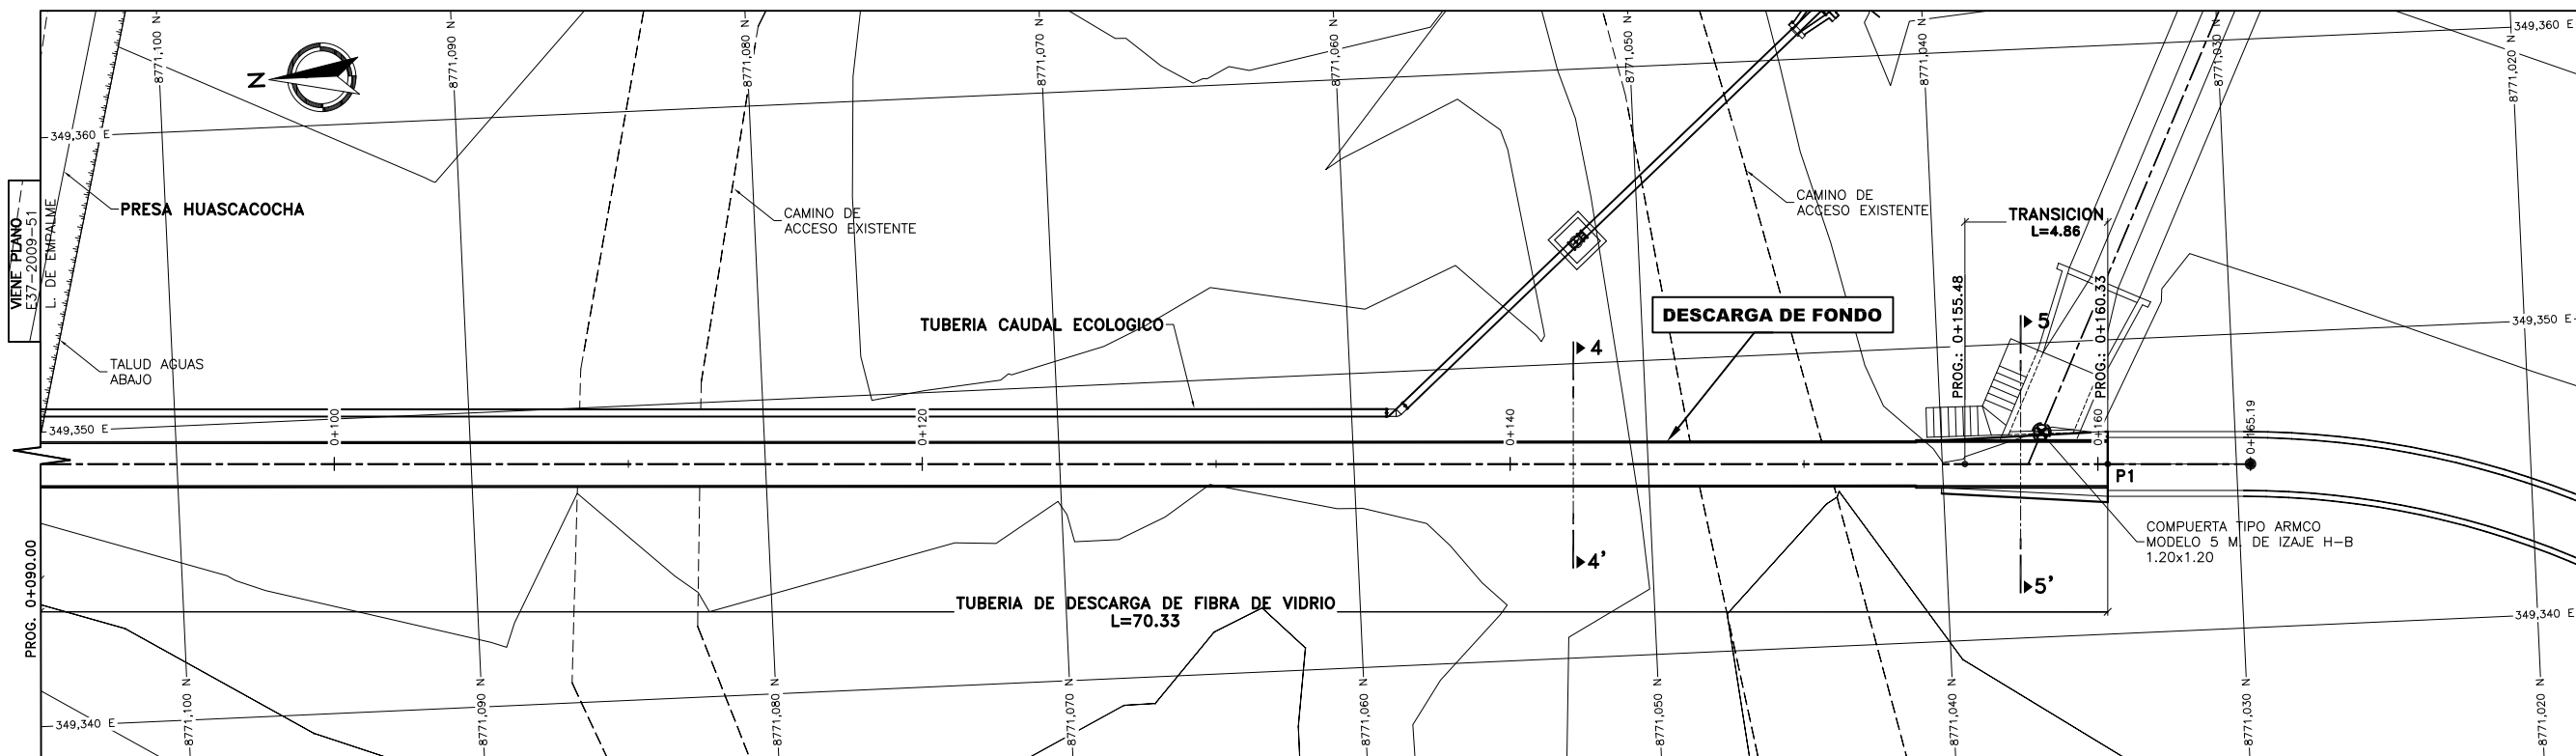 8771,100 N
8771,090 N
8771,080 N
8771,070 N
8771,060 N
8771,050 N
8771,040 N
8771,030 N
8771,020 N
349,360 E
N
349,360 E
VIENE PLANO
E37-2009-51
L. DE EMPALME
PRESA HUASCACOCHA
CAMINO DE
ACCESO EXISTENTE
CAMINO DE
ACCESO EXISTENTE
TRANSICION
L=4.86
PROG.: 0+155.48
PROG.: 0+160.33
TUBERIA CAUDAL ECOLOGICO
DESCARGA DE FONDO
5
349,350 E
4
TALUD AGUAS
ABAJO
349,350 E
0+100
0+120
0+140
0+160
0+165.19
P1
COMPUERTA TIPO ARMCO
MODELO 5 M. DE IZAJE H-B
1.20x1.20
4'
5'
PROG. 0+090.00
TUBERIA DE DESCARGA DE FIBRA DE VIDRIO
L=70.33
349,340 E
349,340 E
8771,100 N
8771,090 N
8771,080 N
8771,070 N
8771,060 N
8771,050 N
8771,040 N
8771,030 N
8771,020 N